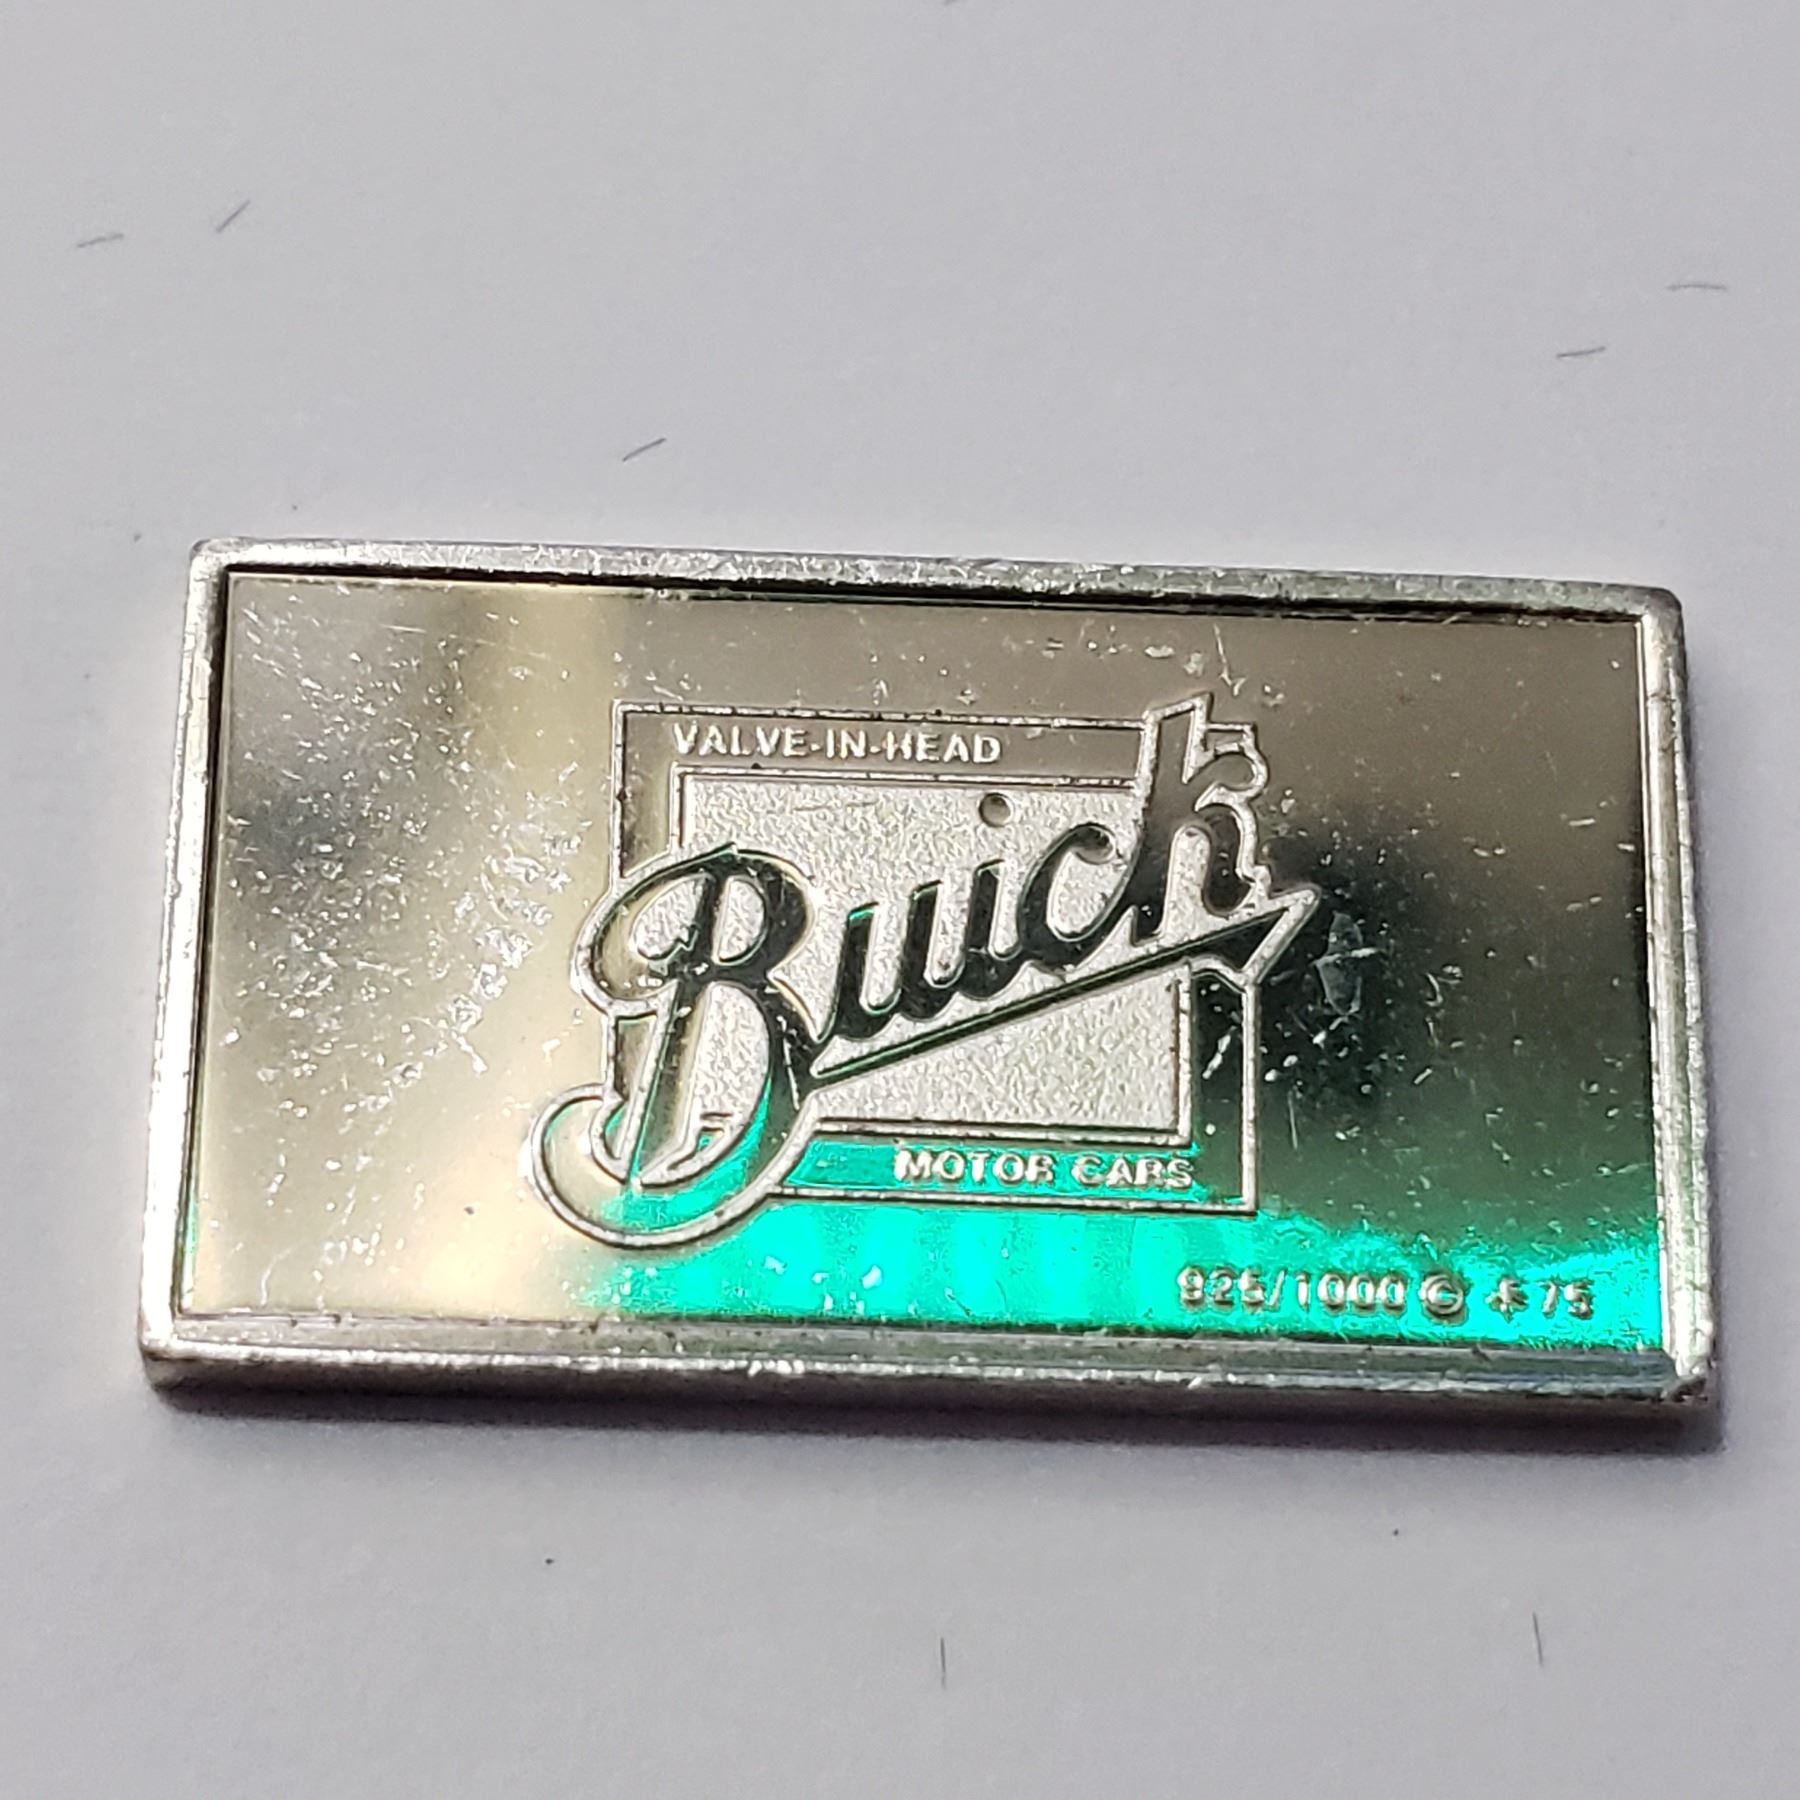 VALVE-IN-HEAD
Buick
MOTOR CARS
925/1000 © 75